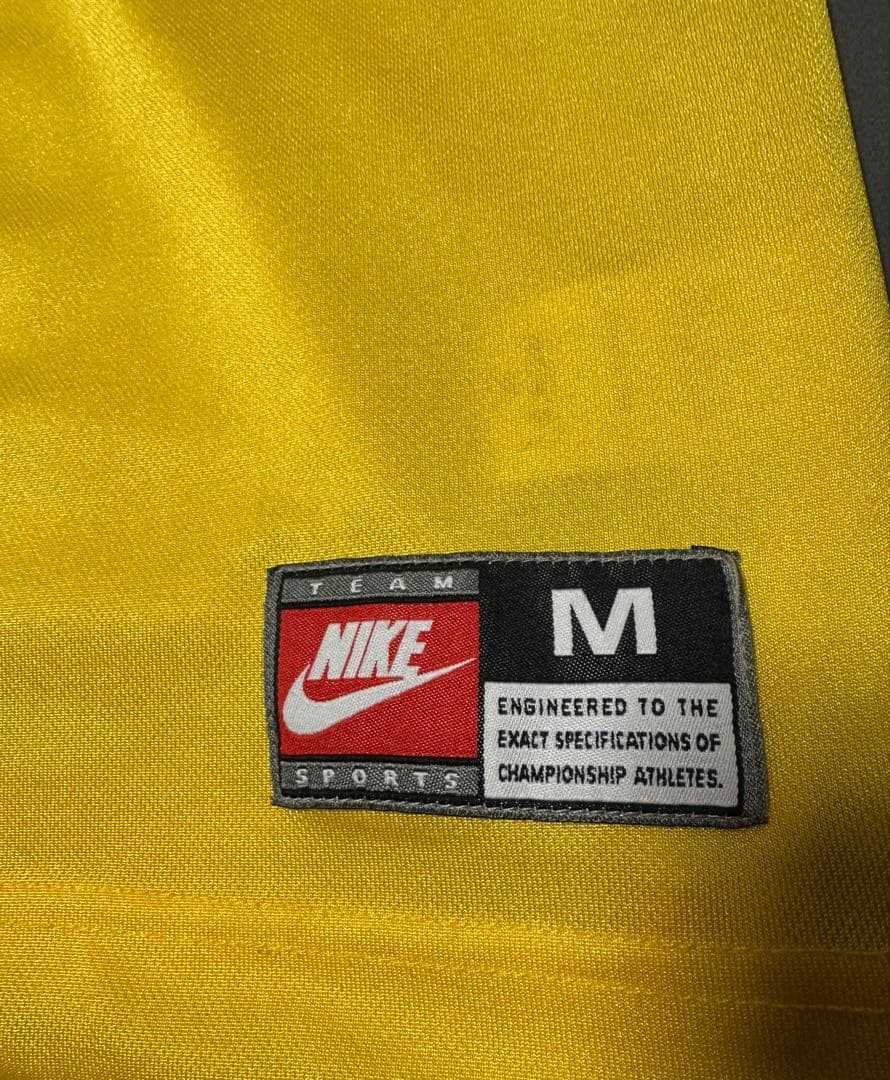 TEAM
NIKE
SPORTS
M
ENGINEERED TO THE
EXACT SPECIFICATIONS OF
CHAMPIONSHIP ATHLETES.